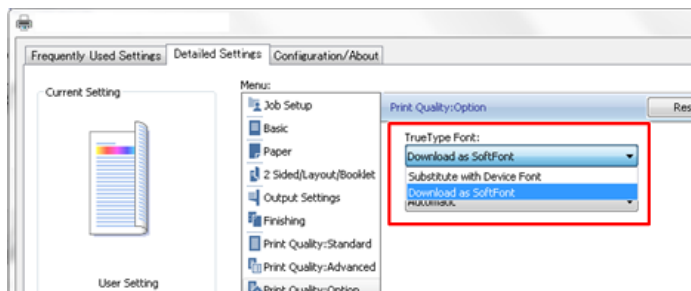 Frequently Used Settings Detailed Settings Configuration/About
Current Setting
Menu:
Job Setup
Basic
Paper
2 Sided/Layout/Booklet
Output Settings
Finishing
Print Quality:Standard
Print Quality:Advanced
Print Quality:Option
User Setting
Print Quality:Option Res
TrueType Font:
Download as SoftFont
Substitute with Device Font
Download as SoftFont
Automatic